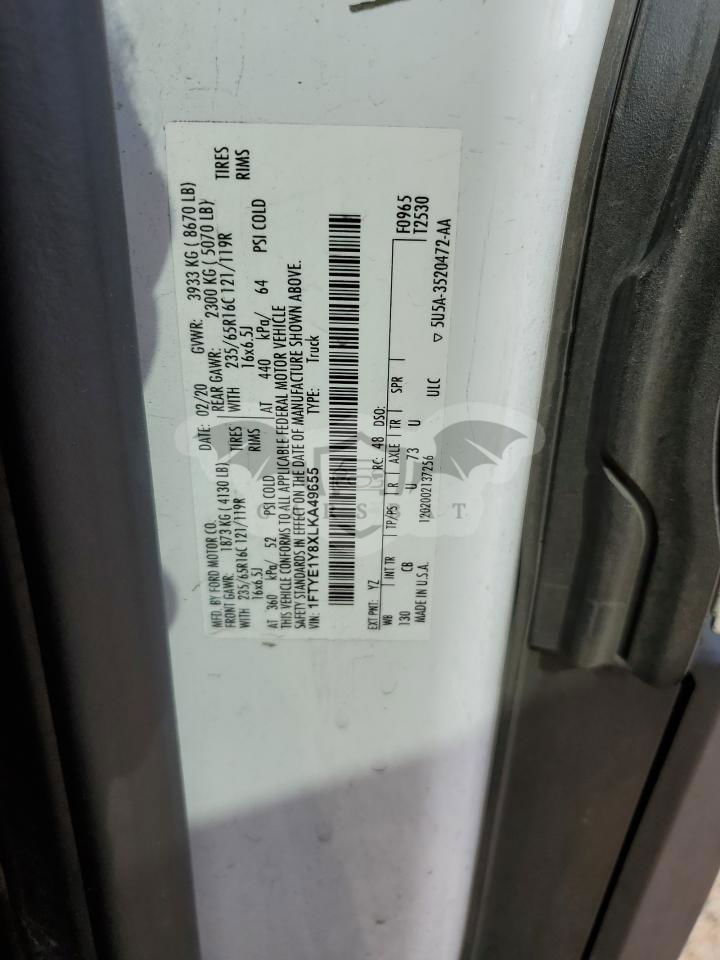 MFD. BY FORD MOTOR CO.
DATE: 02/20 GVWR: 3933 KG ( 8670 LB)
FRONT GAWR: 1873 KG ( 4130 LB) REAR GAWR: 2300 KG ( 5070 LB)
WITH 235/65R16C 121/119R TIRES WITH 235/65R16C 121/119R TIRES
16x6.5J RIMS 16x6.5J RIMS
AT 360 kPa/ 52 PSI COLD AT 440 kPa/ 64 PSI COLD
THIS VEHICLE CONFORMS TO ALL APPLICABLE FEDERAL MOTOR VEHICLE
SAFETY STANDARDS IN EFFECT ON THE DATE OF MANUFACTURE SHOWN ABOVE.
VIN: 1FTYE1Y8XLKA49655 TYPE: Truck
EXT PNT: YZ RC: 48 DSO: F0965
WB INT TR TP/PS R AXLE TR SPR T2530
130 CB U 73 U
MADE IN U.S.A. 12G2002137256 ULC ▽ 5U5A-3520472-AA